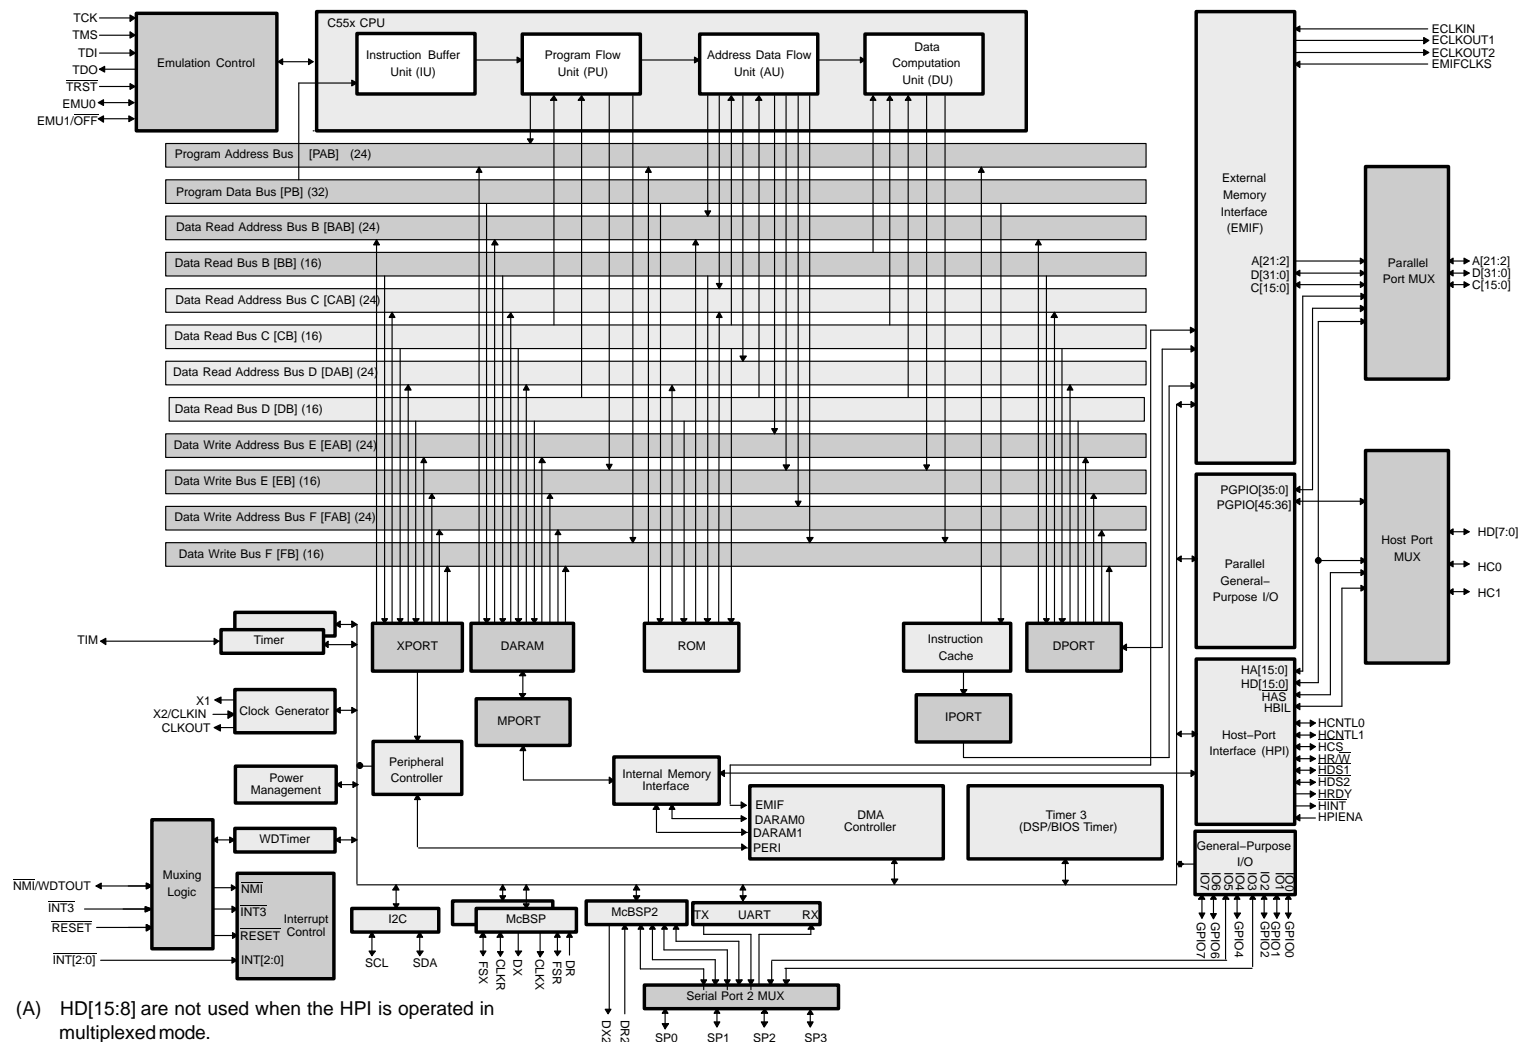 TCK
TMS
TDI
TDO
TRST
EMU0
EMU1/OFF
Emulation Control
C55x CPU
Instruction Buffer
Unit (IU)
Program Flow
Unit (PU)
Address Data Flow
Unit (AU)
Data
Computation
Unit (DU)
Program Address Bus [PAB] (24)
Program Data Bus [PB] (32)
Data Read Address Bus B [BAB] (24)
Data Read Bus B [BB] (16)
Data Read Address Bus C [CAB] (24)
Data Read Bus C [CB] (16)
Data Read Address Bus D [DAB] (24)
Data Read Bus D [DB] (16)
Data Write Address Bus E [EAB] (24)
Data Write Bus E [EB] (16)
Data Write Address Bus F [FAB] (24)
Data Write Bus F [FB] (16)
External
Memory
Interface
(EMIF)
A[21:2]
D[31:0]
C[15:0]
ECLKIN
ECLKOUT1
ECLKOUT2
EMIFCLKS
Parallel
Port MUX
A[21:2]
D[31:0]
C[15:0]
PGPIO[35:0]
PGPIO[45:36]
Parallel
General–
Purpose I/O
Host Port
MUX
HD[7:0]
HC0
HC1
HA[15:0]
HD[15:0]
HAS
HBIL
Host–Port
Interface (HPI)
HCNTL0
HCNTL1
HCS
HR/W
HDS1
HDS2
HRDY
HINT
HPIENA
TIM
Timer
XPORT
DARAM
ROM
Instruction
Cache
DPORT
X1
X2/CLKIN
CLKOUT
Clock Generator
MPORT
IPORT
Power
Management
Peripheral
Controller
Internal Memory
Interface
EMIF
DARAM0
DARAM1
PERI
DMA
Controller
Timer 3
(DSP/BIOS Timer)
WDTimer
Muxing
Logic
NMI/WDTOUT
INT3
RESET
INT[2:0]
NMI
INT3
RESET
INT[2:0]
Interrupt
Control
General–Purpose
I/O
IO7
IO6
IO5
IO4
IO3
IO2
IO1
IO0
GPIO7
GPIO6
GPIO4
GPIO2
GPIO1
GPIO0
I2C
SCL
SDA
McBSP
FSX
CLKR
DX
CLKX
FSR
DR
McBSP2
TX
UART
RX
DX2
DR2
Serial Port 2 MUX
SP0
SP1
SP2
SP3
(A) HD[15:8] are not used when the HPI is operated in
multiplexed mode.